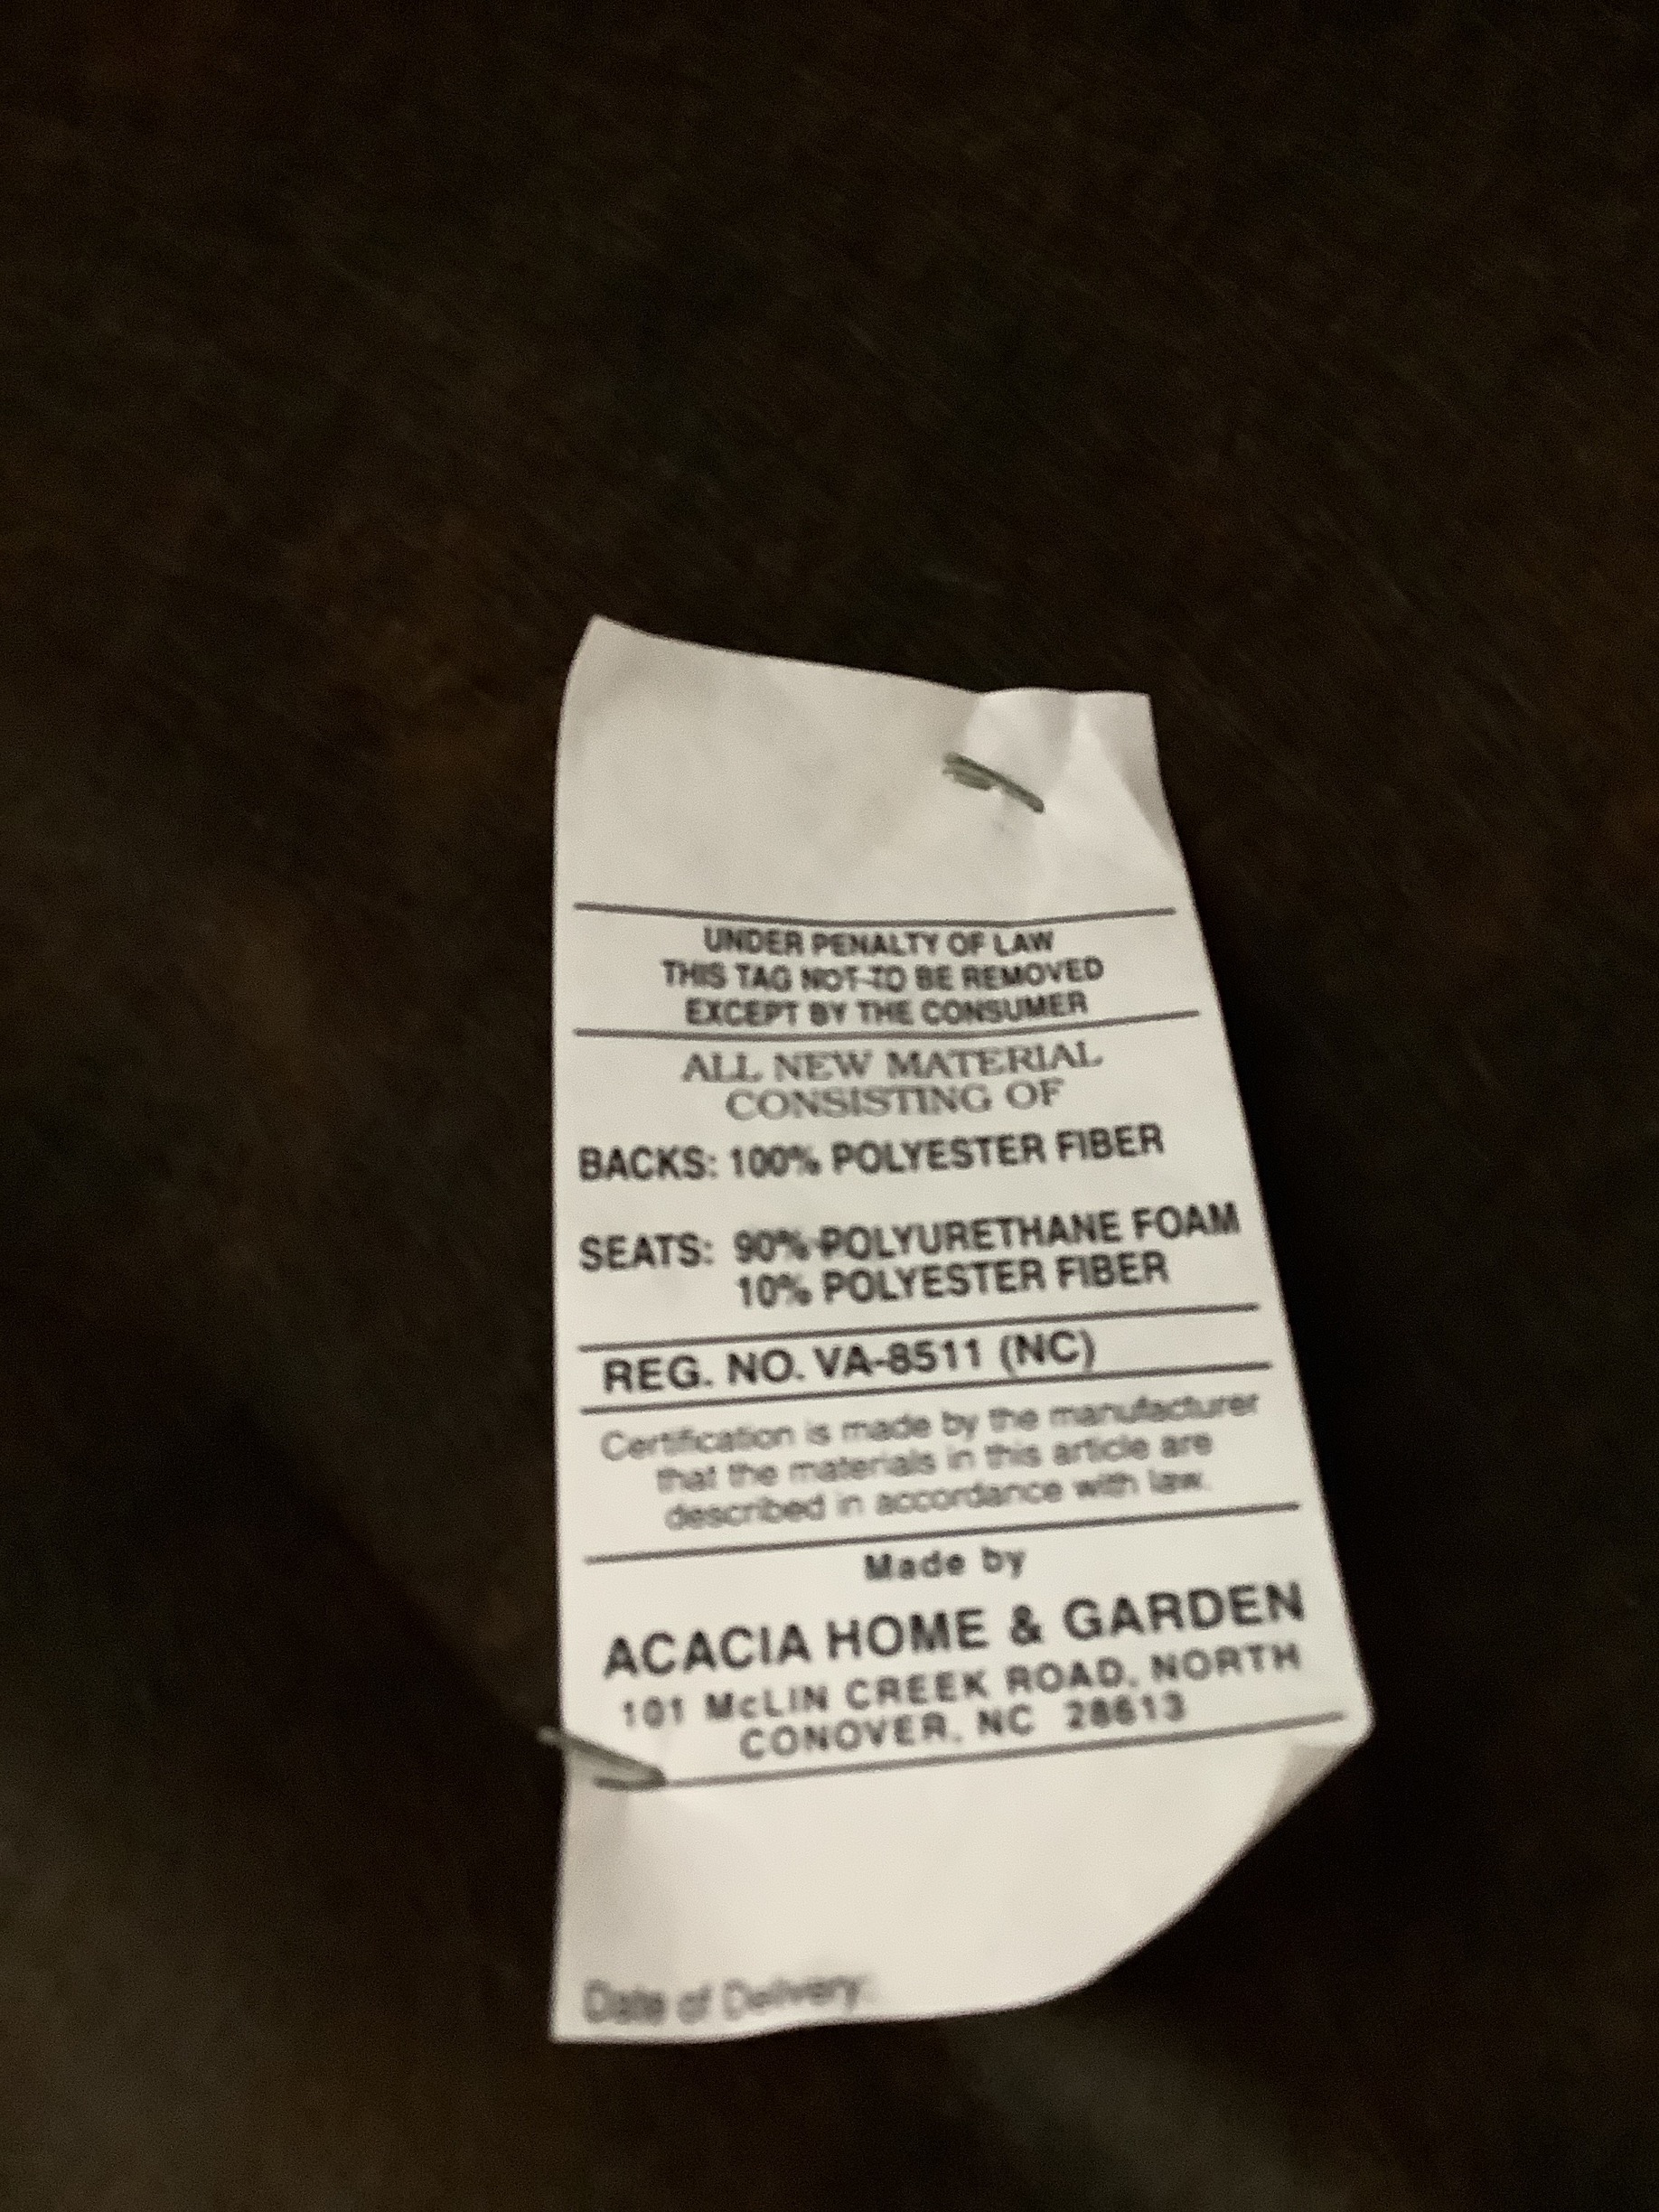 UNDER PENALTY OF LAW
THIS TAG NOT TO BE REMOVED
EXCEPT BY THE CONSUMER
ALL NEW MATERIAL
CONSISTING OF
BACKS: 100% POLYESTER FIBER
SEATS: 90% POLYURETHANE FOAM
10% POLYESTER FIBER
REG. NO. VA-8511 (NC)
Certification is made by the manufacturer
that the materials in this article are
described in accordance with law.
Made by
ACACIA HOME & GARDEN
101 McLIN CREEK ROAD, NORTH
CONOVER, NC 28613
Date of Delivery: